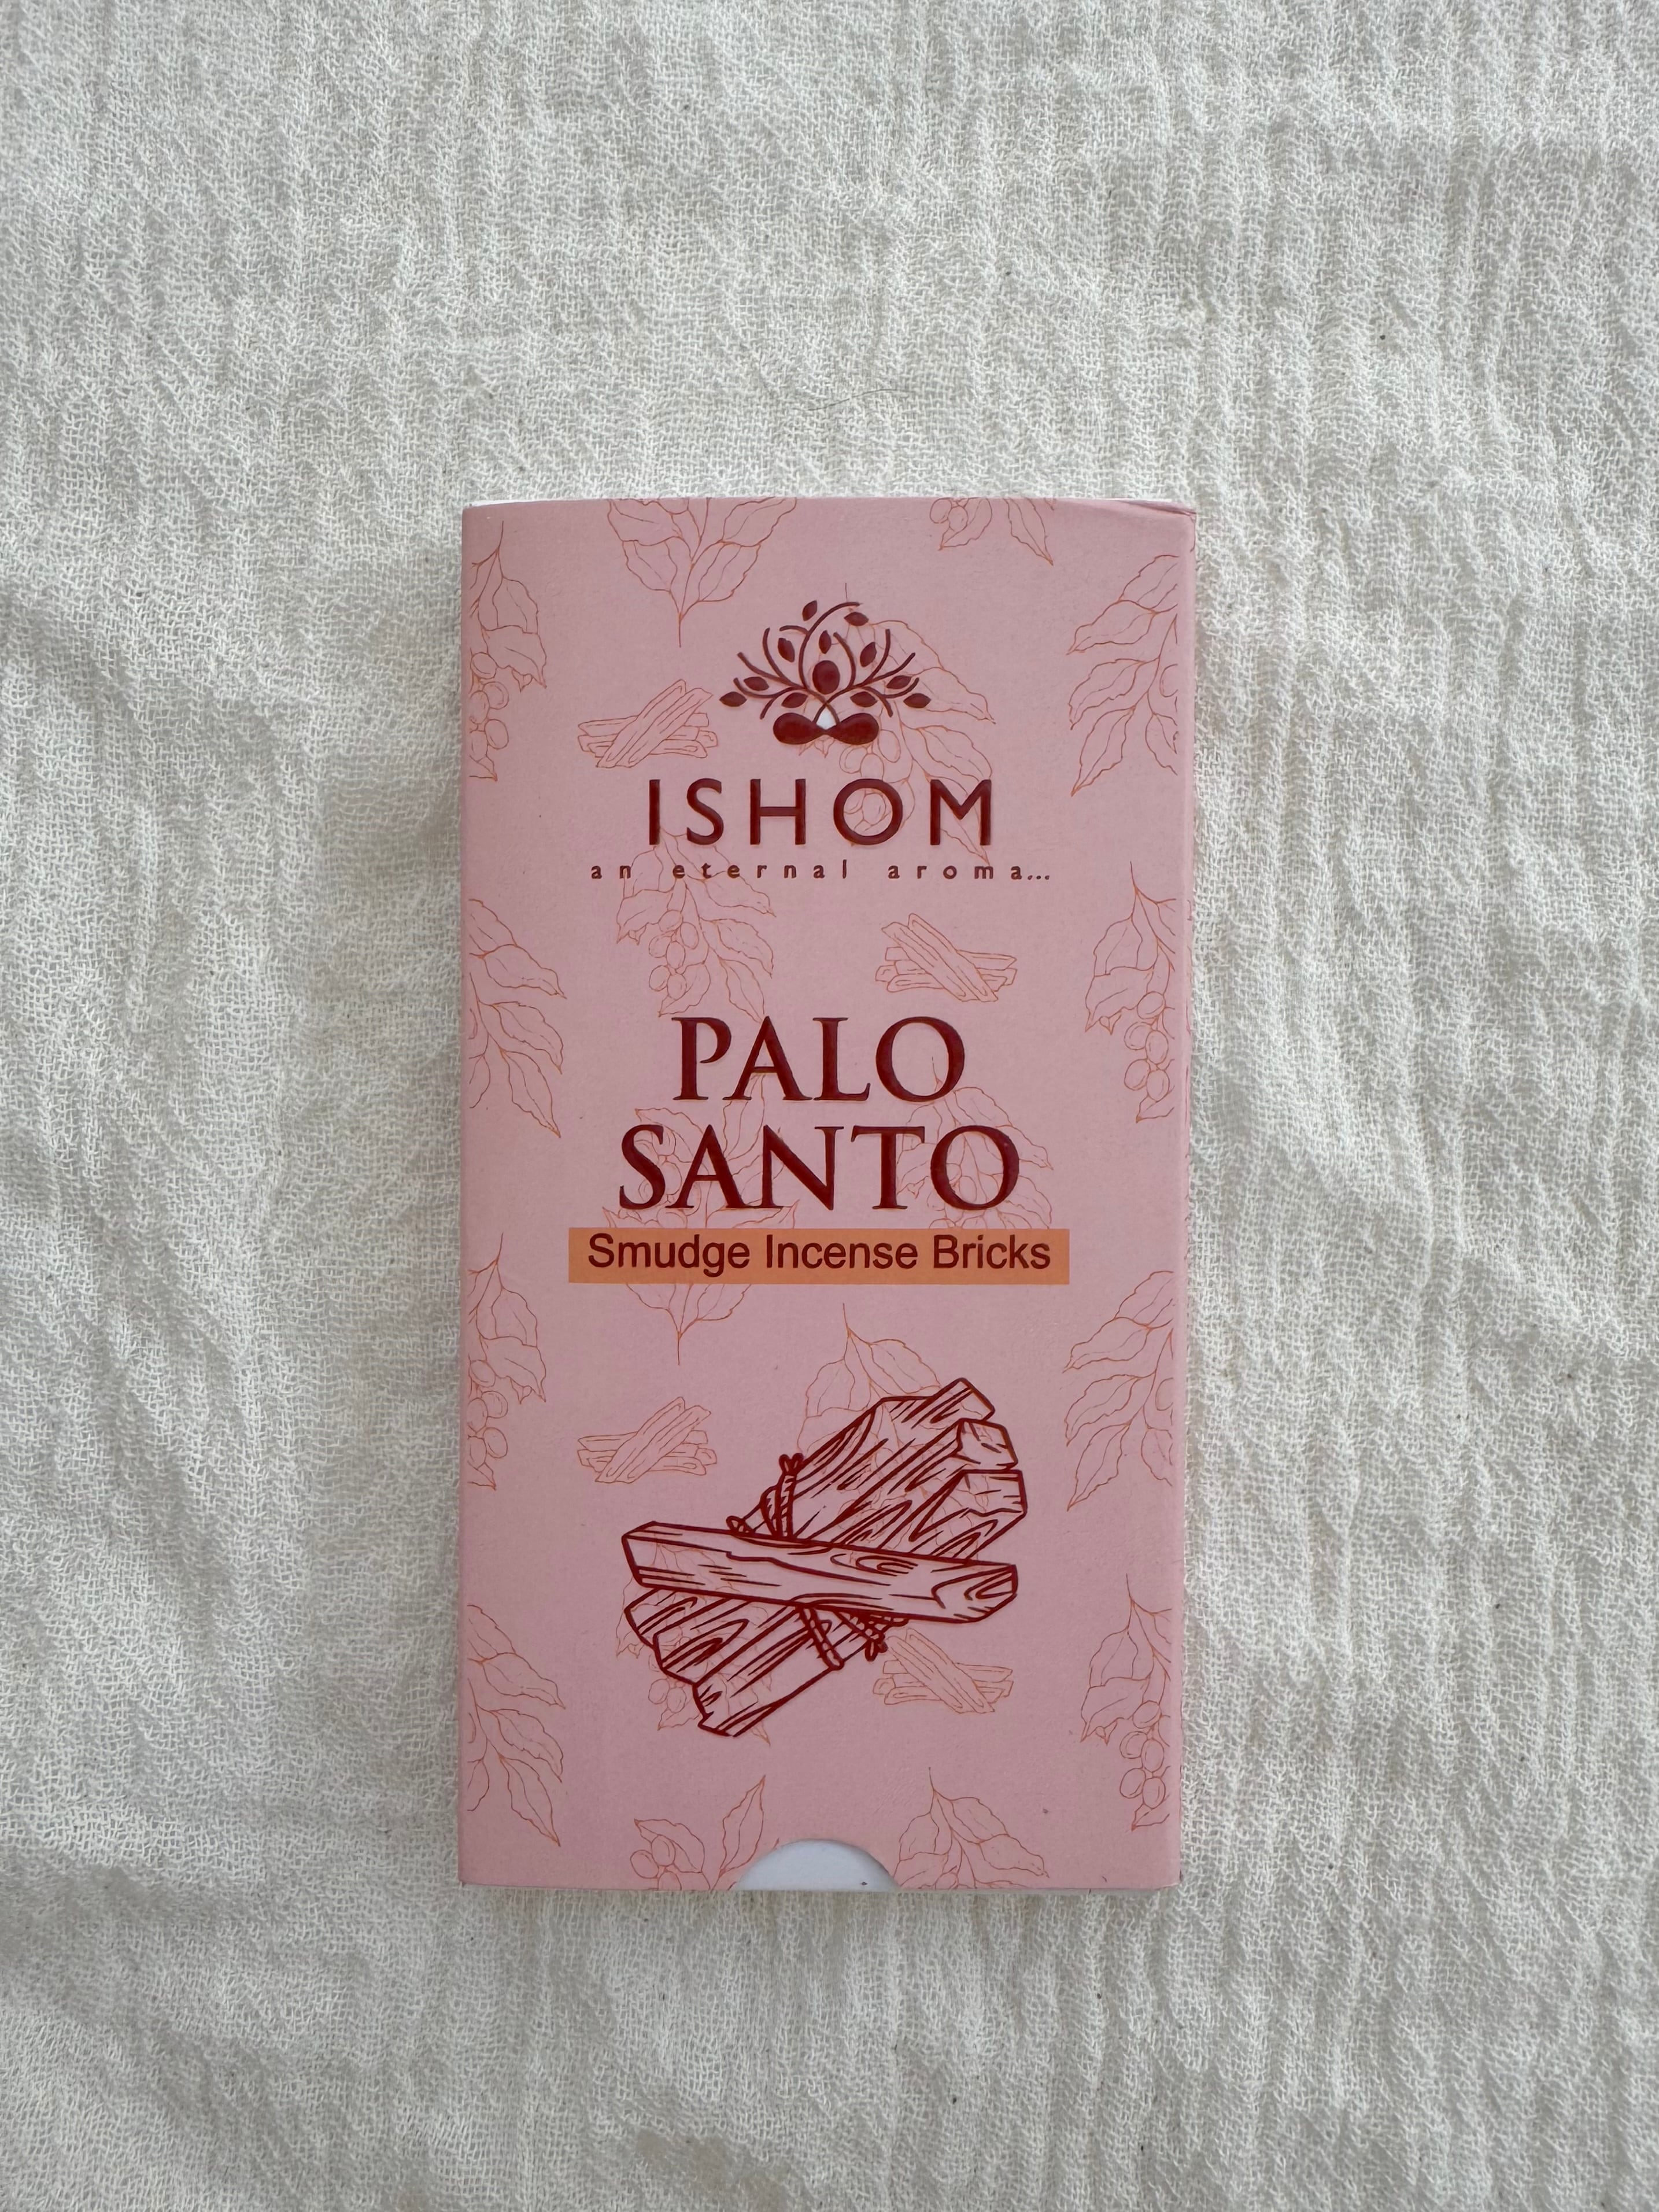 ISHOM
an eternal aroma...
PALO
SANTO
Smudge Incense Bricks